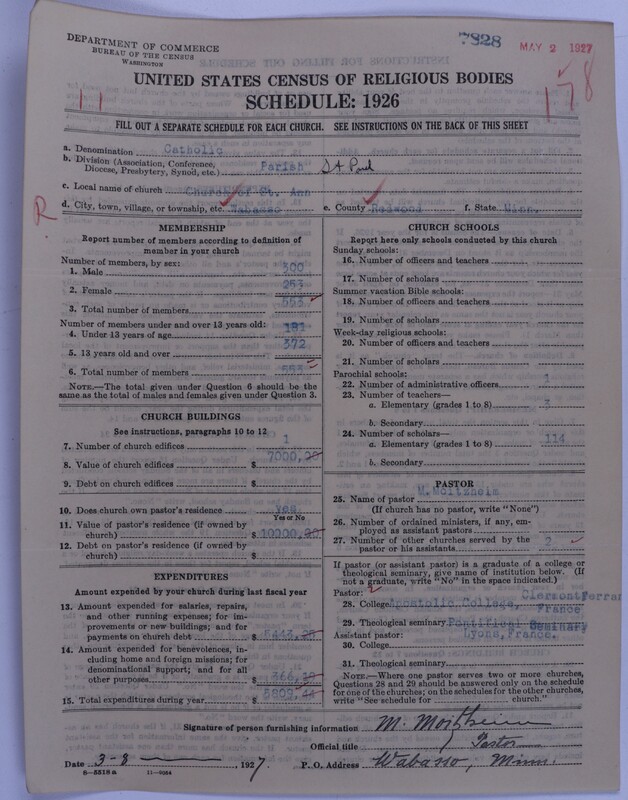 DEPARTMENT OF COMMERCE
BUREAU OF THE CENSUS
WASHINGTON
7828
MAY 2 1927
178
11
UNITED STATES CENSUS OF RELIGIOUS BODIES
SCHEDULE: 1926
FILL OUT A SEPARATE SCHEDULE FOR EACH CHURCH. SEE INSTRUCTIONS ON THE BACK OF THIS SHEET
a. Denomination Catholic
b. Division (Association, Conference, Diocese, Presbytery, Synod, etc.) Parish St Paul
c. Local name of church Church of St. Ann
R
d. City, town, village, or township, etc. Wabasso e. County Redwood f. State Minn.
MEMBERSHIP
Report number of members according to definition of
member in your church
Number of members, by sex:
1. Male 300
2. Female 253
3. Total number of members 553
Number of members under and over 13 years old:
4. Under 13 years of age 181
5. 13 years old and over 372
6. Total number of members 553
NOTE.—The total given under Question 6 should be
the same as the total of males and females given under Question 3.
CHURCH BUILDINGS
See instructions, paragraphs 10 to 12
7. Number of church edifices 1
8. Value of church edifices $ 7000,00
9. Debt on church edifices $
10. Does church own pastor's residence? Yes
Yes or No
11. Value of pastor's residence (if owned by
church) $ 10000,00
12. Debt on pastor's residence (if owned by
church) $
EXPENDITURES
Amount expended by your church during last fiscal year
13. Amount expended for salaries, repairs,
and other running expenses; for im-
provements or new buildings; and for
payments on church debt $
14. Amount expended for benevolences, in-
cluding home and foreign missions; for
denominational support; and for all
other purposes $
15. Total expenditures during year $
CHURCH SCHOOLS
Report here only schools conducted by this church
Sunday schools:
16. Number of officers and teachers
17. Number of scholars
Summer vacation Bible schools:
18. Number of officers and teachers
19. Number of scholars
Week-day religious schools:
20. Number of officers and teachers
21. Number of scholars
Parochial schools:
22. Number of administrative officers 1
23. Number of teachers—
a. Elementary (grades 1 to 8) 3
b. Secondary
24. Number of scholars—
a. Elementary (grades 1 to 8) 114
b. Secondary
PASTOR
25. Name of pastor M. Moitzheim
(If church has no pastor, write "None")
26. Number of ordained ministers, if any, em-
ployed as assistant pastors
27. Number of other churches served by the
pastor or his assistants 2
If pastor (or assistant pastor) is a graduate of a college or
theological seminary, give name of institution below. (If
not a graduate, write "No" in the space indicated.)
Pastor: 2
28. College Apostolic College, Clermont Ferran France
29. Theological seminary Pontifical Seminary Lyons, France.
Assistant pastor:
30. College
31. Theological seminary
NOTE.—Where one pastor serves two or more churches,
Questions 28 and 29 should be answered only on the schedule
for one of the churches; on the schedules for the other churches,
write "See schedule for church."
Signature of person furnishing information M. Moitzheim
Official title Pastor
Date 3-8, 1927. P. O. Address Wabasso, Minn.
8-5518a 11-9084